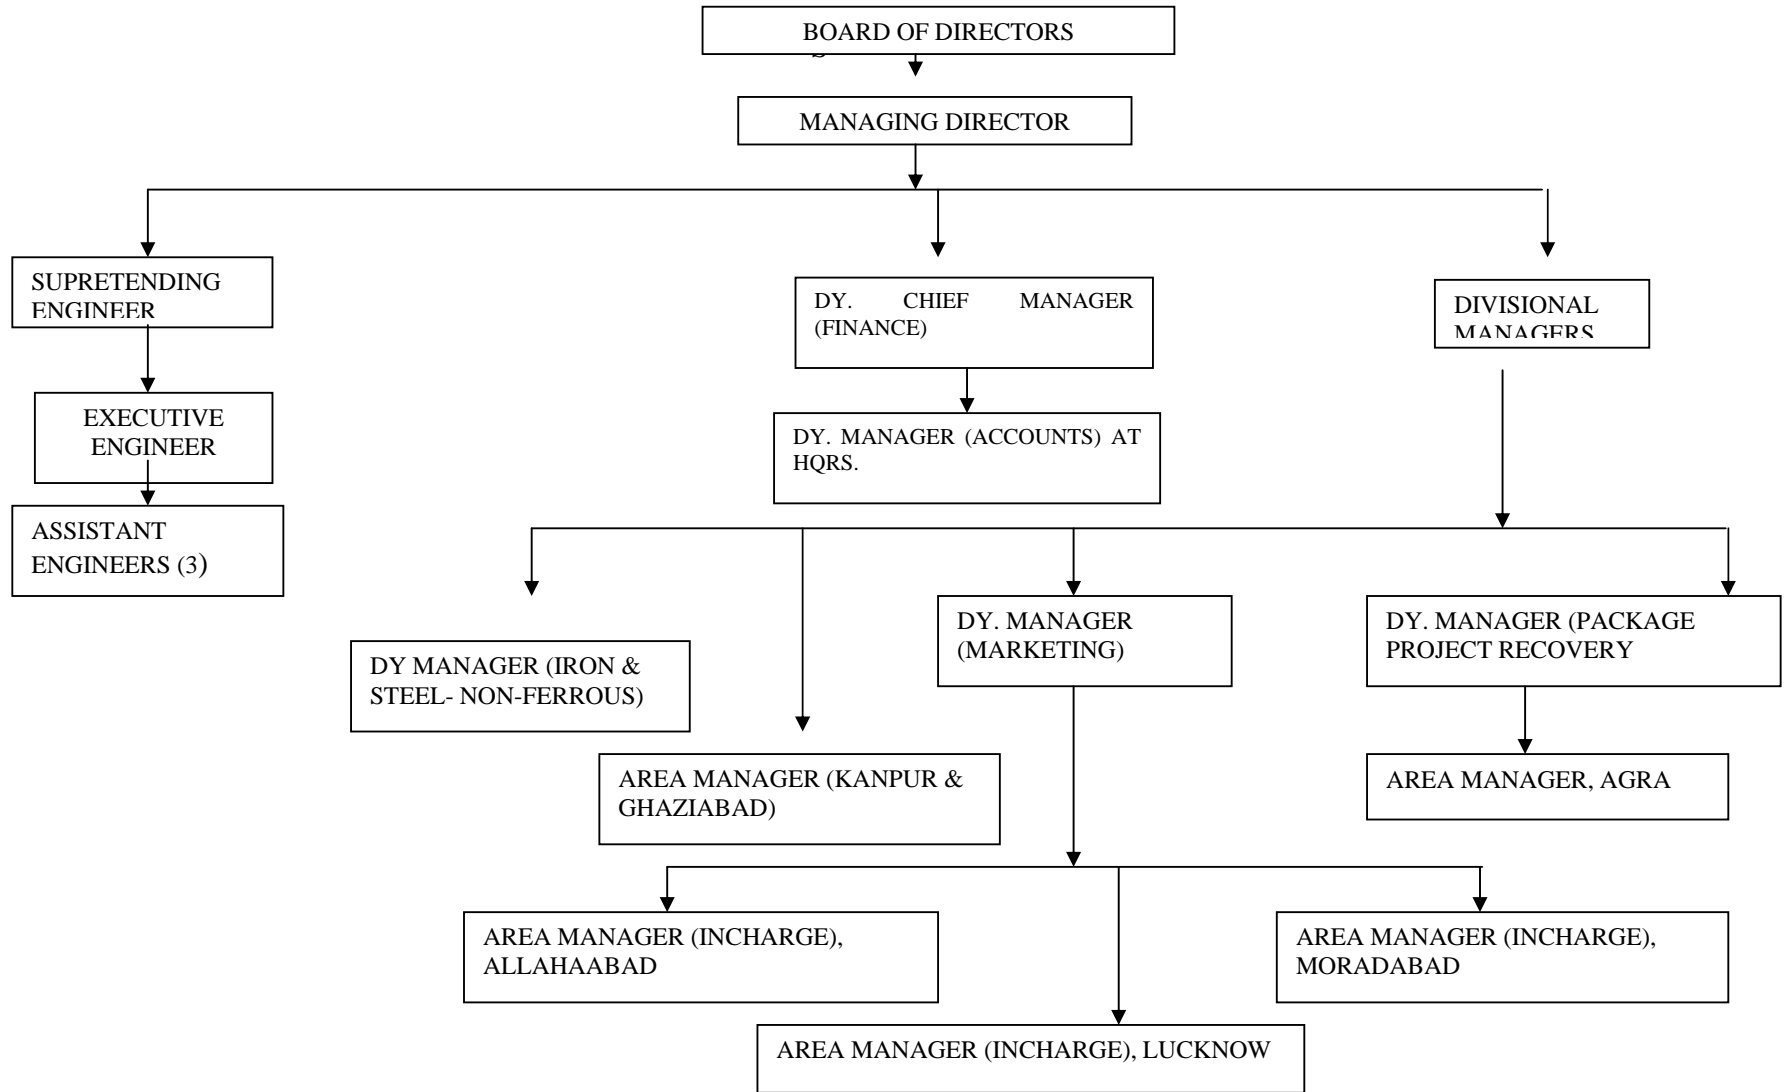 BOARD OF DIRECTORS
MANAGING DIRECTOR
SUPRETENDING
ENGINEER
DY. CHIEF MANAGER
(FINANCE)
DIVISIONAL
MANAGERS
EXECUTIVE
ENGINEER
DY. MANAGER (ACCOUNTS) AT
HQRS.
ASSISTANT
ENGINEERS (3)
DY MANAGER (IRON &
STEEL- NON-FERROUS)
DY. MANAGER
(MARKETING)
DY. MANAGER (PACKAGE
PROJECT RECOVERY
AREA MANAGER (KANPUR &
GHAZIABAD)
AREA MANAGER, AGRA
AREA MANAGER (INCHARGE),
ALLAHAABAD
AREA MANAGER (INCHARGE),
MORADABAD
AREA MANAGER (INCHARGE), LUCKNOW